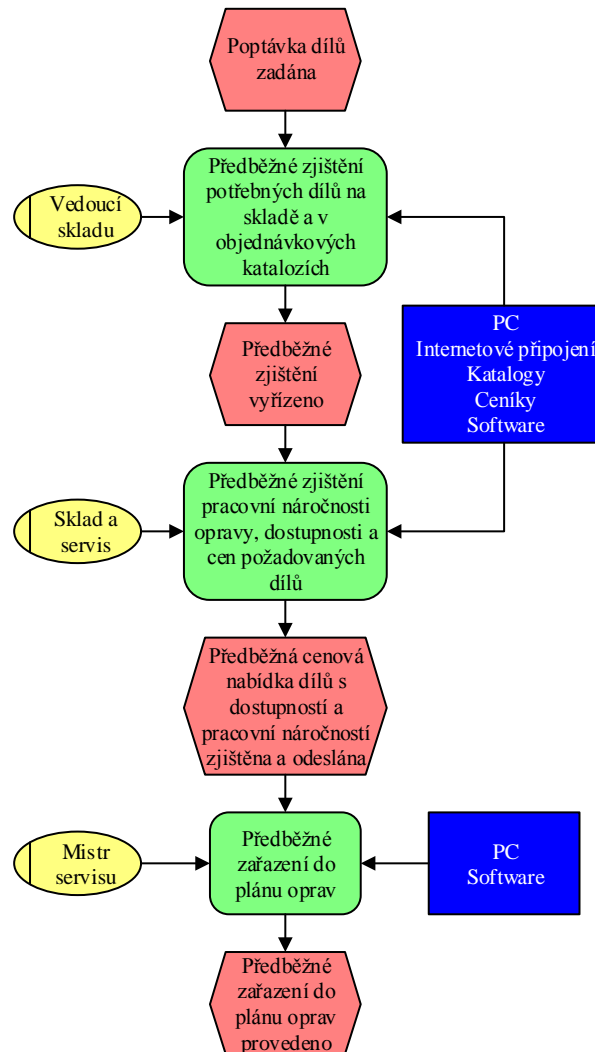 Poptávka dílů
zadána
Předběžné zjištění
potřebných dílů na
skladě a v
objednávkových
katalozích
Vedoucí
skladu
PC
Internetové připojení
Katalogy
Ceníky
Software
Předběžné
zjištění
vyřízeno
Předběžné zjištění
pracovní náročnosti
opravy, dostupnosti a
cen požadovaných
dílů
Sklad a
servis
Předběžná cenová
nabídka dílů s
dostupností a
pracovní náročností
zjištěna a odeslána
Předběžné
zařazení do
plánu oprav
Mistr
servisu
PC
Software
Předběžné
zařazení do
plánu oprav
provedeno